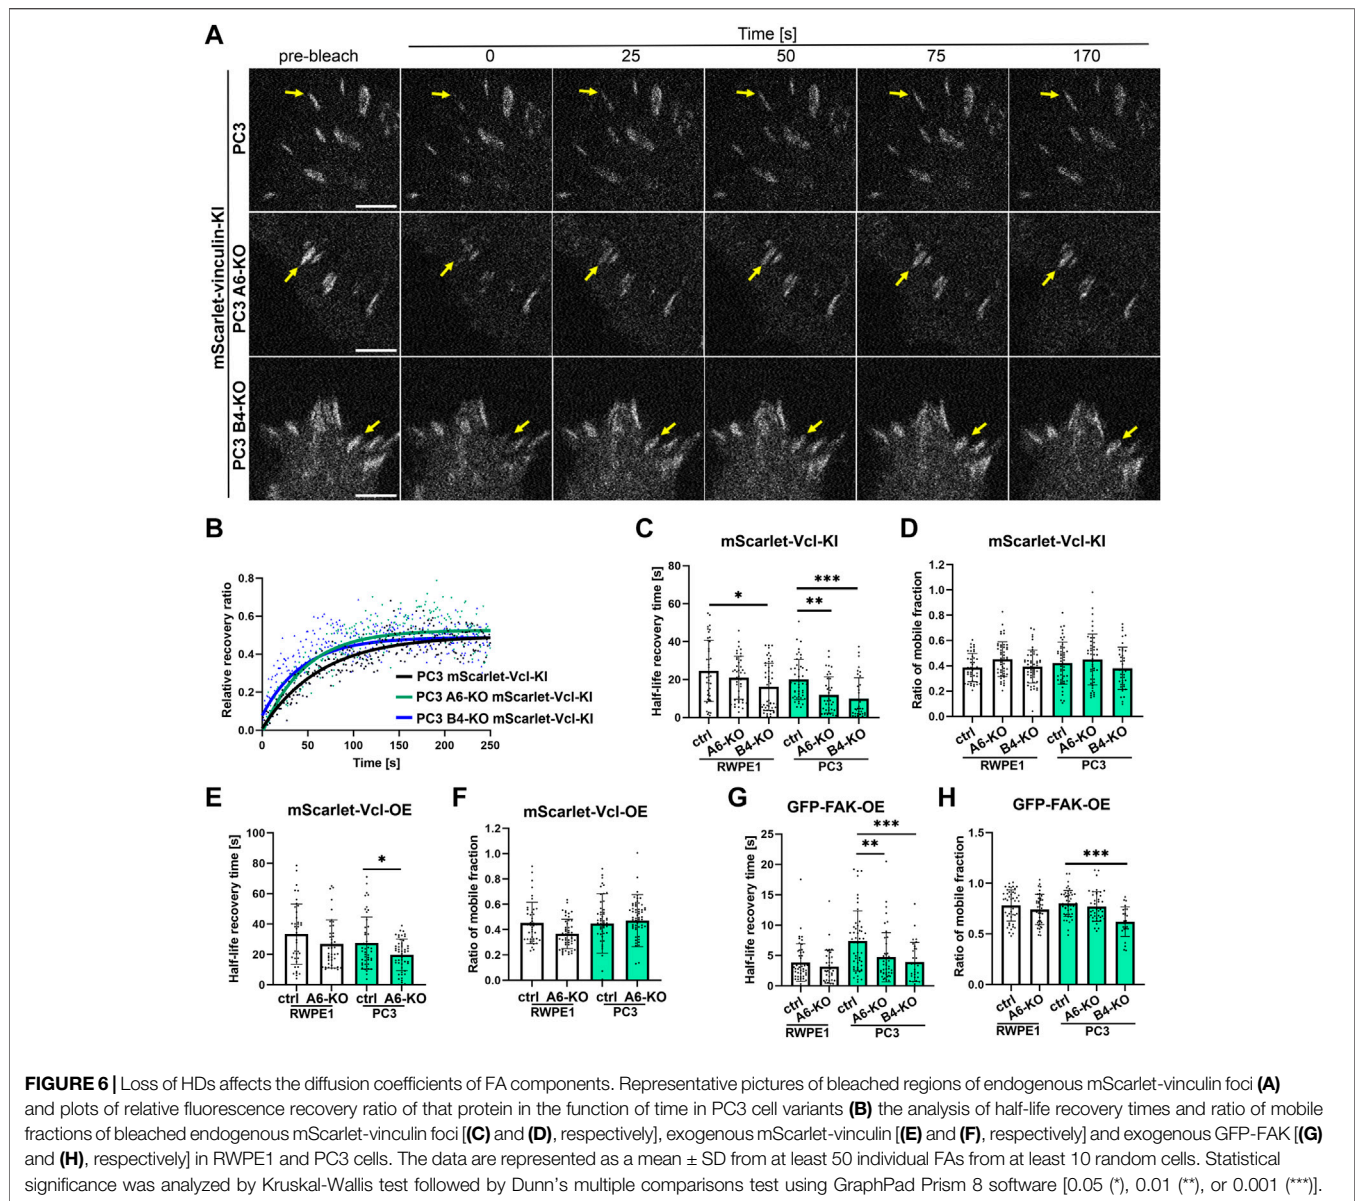 A
Time [s]
pre-bleach 0 25 50 75 170
mScarlet-vinculin-KI
PC3
PC3 A6-KO
PC3 B4-KO
B
Relative recovery ratio
0.8
0.6
0.4
0.2
0.0
0 50 100 150 200 250
Time [s]
PC3 mScarlet-Vcl-KI
PC3 A6-KO mScarlet-Vcl-KI
PC3 B4-KO mScarlet-Vcl-KI
C
mScarlet-Vcl-KI
Half-life recovery time [s]
80
60
40
20
0
*
**
***
ctrl A6-KO B4-KO ctrl A6-KO B4-KO
RWPE1 PC3
D
mScarlet-Vcl-KI
Ratio of mobile fraction
1.2
1.0
0.8
0.6
0.4
0.2
0.0
ctrl A6-KO B4-KO ctrl A6-KO B4-KO
RWPE1 PC3
E
mScarlet-Vcl-OE
Half-life recovery time [s]
100
80
60
40
20
0
*
ctrl A6-KO ctrl A6-KO
RWPE1 PC3
F
mScarlet-Vcl-OE
Ratio of mobile fraction
1.2
1.0
0.8
0.6
0.4
0.2
0.0
ctrl A6-KO ctrl A6-KO
RWPE1 PC3
G
GFP-FAK-OE
Half-life recovery time [s]
25
20
15
10
5
0
***
**
ctrl A6-KO ctrl A6-KO B4-KO
RWPE1 PC3
H
GFP-FAK-OE
Ratio of mobile fraction
1.5
1.0
0.5
0.0
***
ctrl A6-KO ctrl A6-KO B4-KO
RWPE1 PC3
FIGURE 6 | Loss of HDs affects the diffusion coefficients of FA components. Representative pictures of bleached regions of endogenous mScarlet-vinculin foci (A)
and plots of relative fluorescence recovery ratio of that protein in the function of time in PC3 cell variants (B) the analysis of half-life recovery times and ratio of mobile
fractions of bleached endogenous mScarlet-vinculin foci [(C) and (D), respectively], exogenous mScarlet-vinculin [(E) and (F), respectively] and exogenous GFP-FAK [(G)
and (H), respectively] in RWPE1 and PC3 cells. The data are represented as a mean ± SD from at least 50 individual FAs from at least 10 random cells. Statistical
significance was analyzed by Kruskal-Wallis test followed by Dunn's multiple comparisons test using GraphPad Prism 8 software [0.05 (*), 0.01 (**), or 0.001 (***)].